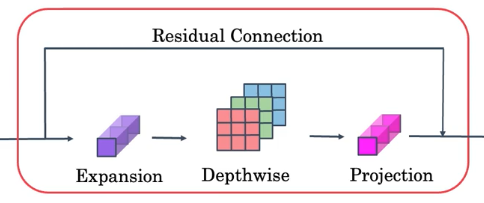 Residual Connection
Expansion
Depthwise
Projection